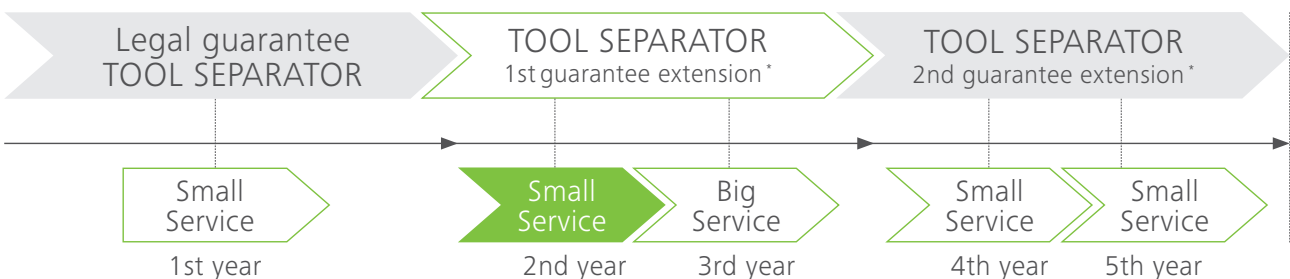 Legal guarantee
TOOL SEPARATOR
TOOL SEPARATOR
1st guarantee extension *
TOOL SEPARATOR
2nd guarantee extension *
Small
Service
Small
Service
Big
Service
Small
Service
Small
Service
1st year
2nd year
3rd year
4th year
5th year